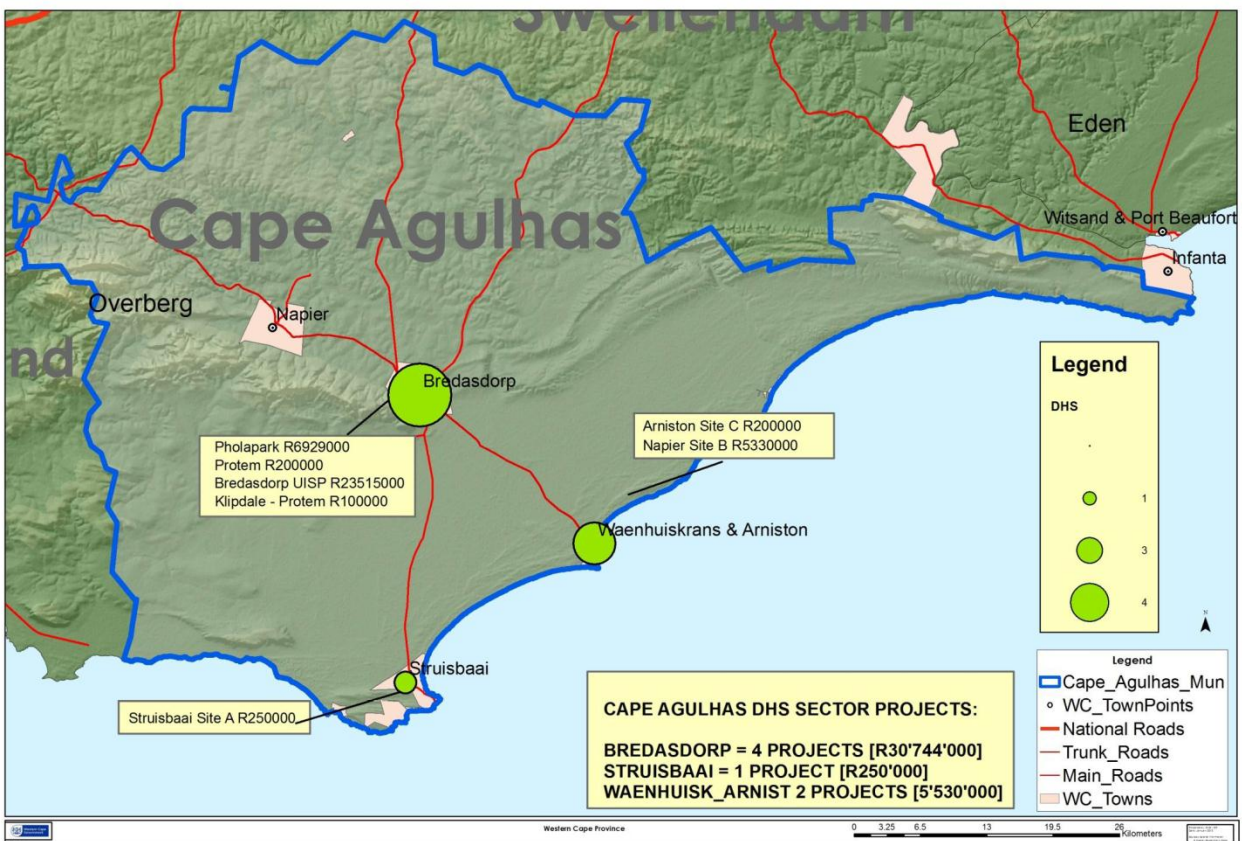 Swellendam
Eden
Cape Agulhas
Witsand & Port Beaufort
Infanta
Overberg
Napier
nd
Bredasdorp
Pholapark R6929000
Protem R200000
Bredasdorp UISP R23515000
Klipdale - Protem R100000
Arniston Site C R200000
Napier Site B R5330000
Waenhuiskrans & Arniston
Struisbaai
Struisbaai Site A R250000
Legend
DHS
1
3
4
N
CAPE AGULHAS DHS SECTOR PROJECTS:
BREDASDORP = 4 PROJECTS [R30'744'000]
STRUISBAAI = 1 PROJECT [R250'000]
WAENHUISK_ARNIST 2 PROJECTS [5'530'000]
Legend
Cape_Agulhas_Mun
WC_TownPoints
National Roads
Trunk_Roads
Main_Roads
WC_Towns
Western Cape Province
0 3.25 6.5 13 19.5 26
Kilometers